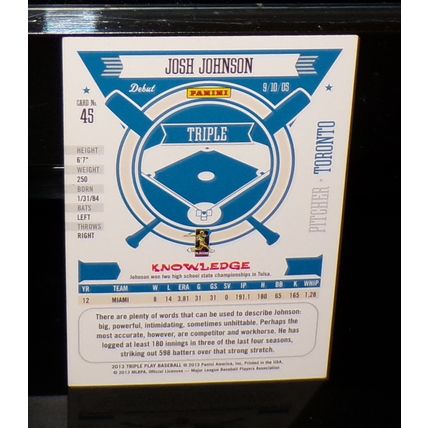 JOSH JOHNSON
Debut PANINI 9/10/05
CARD No.
45
TRIPLE
HEIGHT
6'7"
WEIGHT
250
BORN
1/31/84
BATS
LEFT
THROWS
RIGHT
PITCHER • TORONTO
KNOWLEDGE
Johnson won two high school state championships in Tulsa.
YR TEAM W L ERA G GS SV IP H BB K WHIP
12 MIAMI 8 14 3.81 31 31 0 191.1 180 65 165 1.28
There are plenty of words that can be used to describe Johnson:
big, powerful, intimidating, sometimes unhittable. Perhaps the
most accurate, however, are competitor and workhorse. He has
logged at least 180 innings in three of the last four seasons,
striking out 598 batters over that strong stretch.
2013 TRIPLE PLAY BASEBALL © 2013 Panini America, Inc. Printed in the USA.
© 2013 MLBPA. Official Licensee — Major League Baseball Players Association